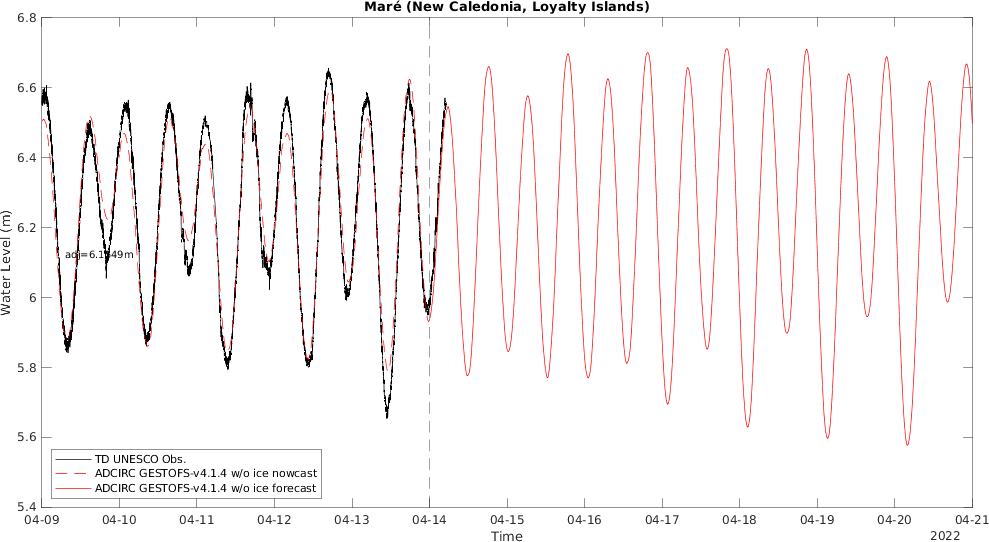 Maré (New Caledonia, Loyalty Islands)
6.8
6.6
6.4
6.2
6
5.8
5.6
5.4
Water Level (m)
TD UNESCO Obs.
ADCIRC GESTOFS-v4.1.4 w/o ice nowcast
ADCIRC GESTOFS-v4.1.4 w/o ice forecast
04-09 04-10 04-11 04-12 04-13 04-14 04-15 04-16 04-17 04-18 04-19 04-20 04-21
Time
2022